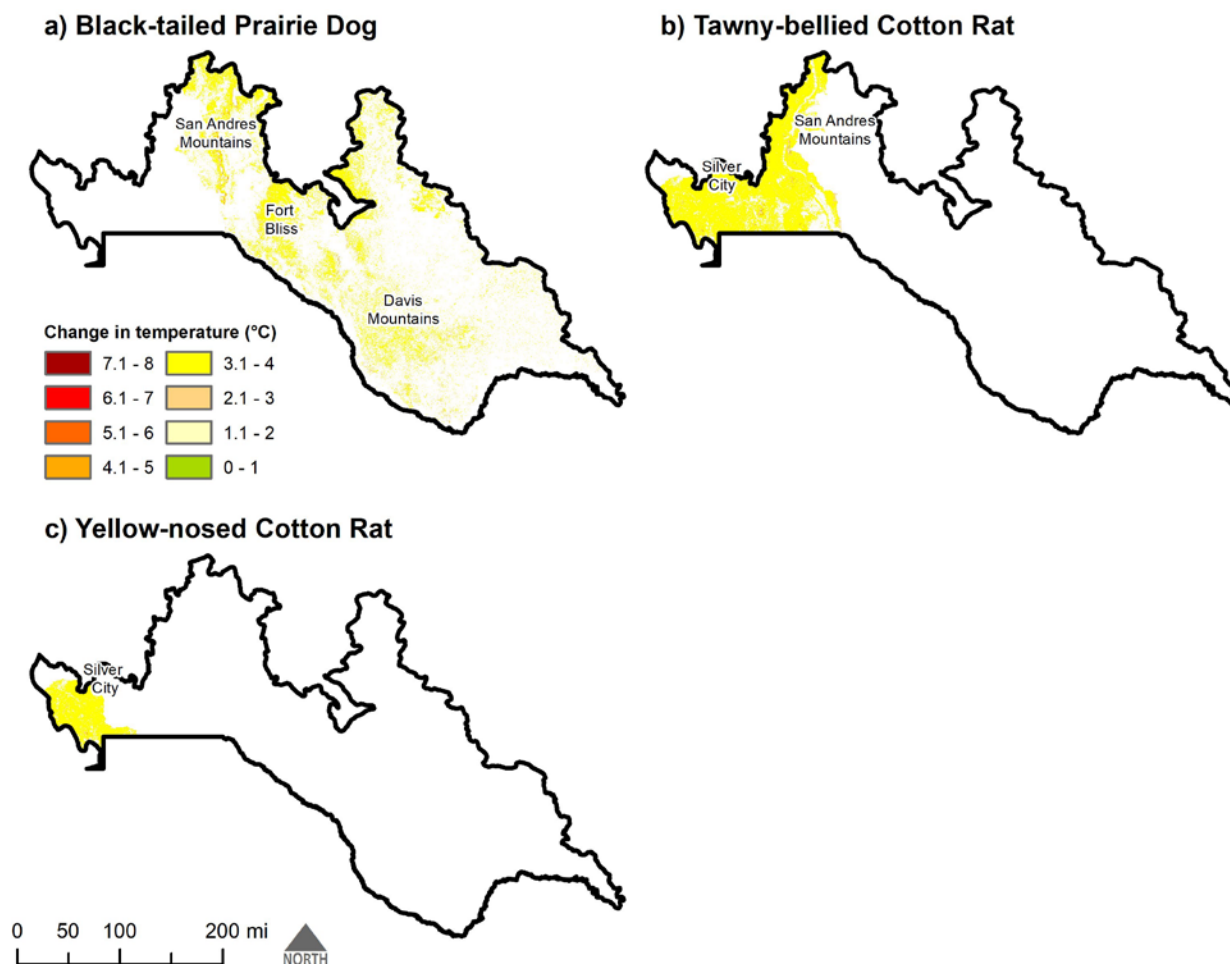 a) Black-tailed Prairie Dog
b) Tawny-bellied Cotton Rat
San Andres
Mountains
Fort
Bliss
Davis
Mountains
San Andres
Mountains
Silver
City
Change in temperature (°C)
7.1 - 8
3.1 - 4
6.1 - 7
2.1 - 3
5.1 - 6
1.1 - 2
4.1 - 5
0 - 1
c) Yellow-nosed Cotton Rat
Silver
City
0 50 100 200 mi
NORTH